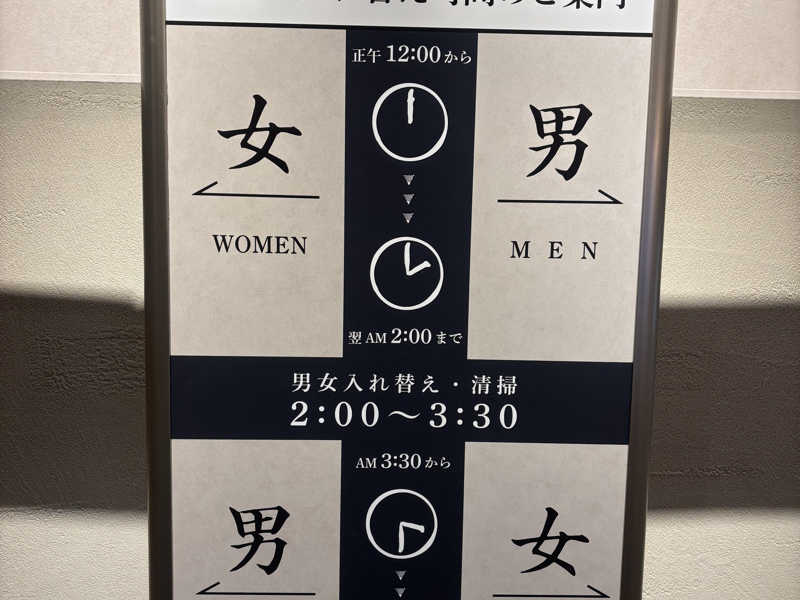 正午 12:00 から
女
男
WOMEN
MEN
翌 AM 2:00 まで
男女入れ替え・清掃
2:00～3:30
AM 3:30 から
男
女